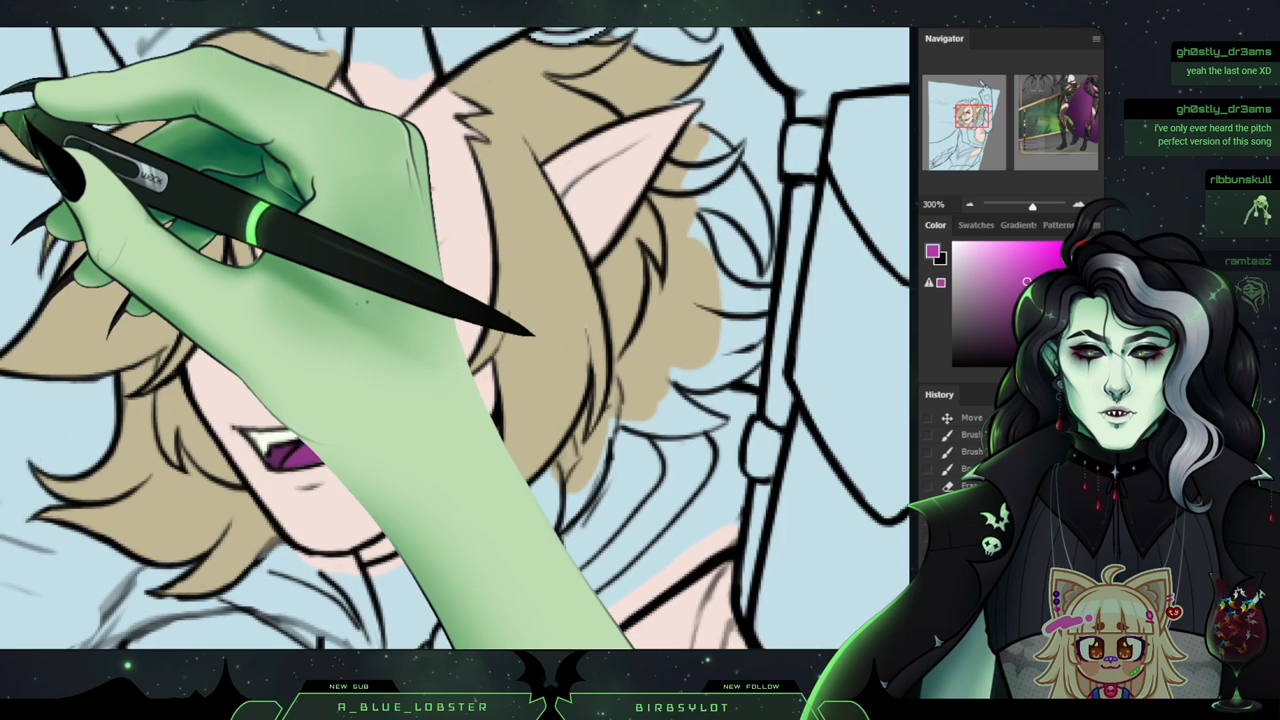 Navigator
300%
Color
Swatches
Gradients
Patterns
History
Move
Brush
Brush
gh0stly_dr3ams
yeah the last one XD
gh0stly_dr3ams
i've only ever heard the pitch
perfect version of this song
ribbunskull
ramteaz
NEW SUB
A_BLUE_LOBSTER
NEW FOLLOW
BIRBSYLOT